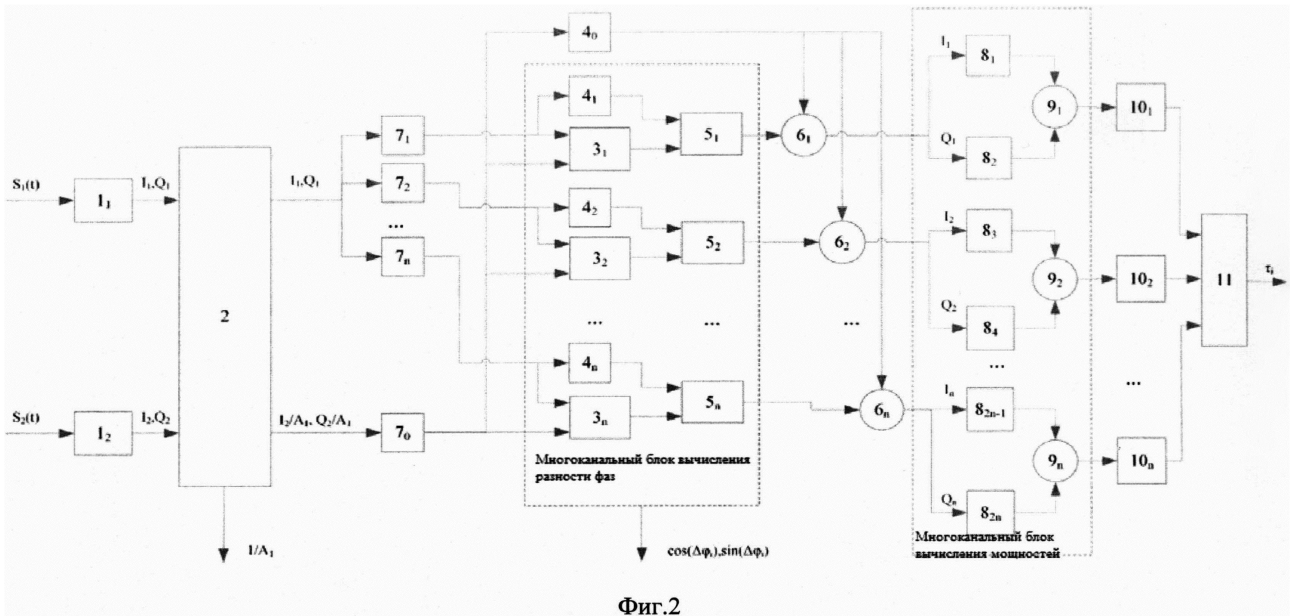 4₀
I₁
8₁
4₁
9₁
10₁
7₁
5₁
6₁
3₁
Q₁
8₂
S₁(t)
I₁,Q₁
I₁,Q₁
1₁
7₂
4₂
I₂
8₃
...
5₂
6₂
7ₙ
3₂
9₂
10₂
11
τᵢ
2
Q₂
8₄
...
...
...
...
...
4ₙ
Iₙ
8₂ₙ₋₁
5ₙ
6ₙ
S₂(t)
I₂,Q₂
I₂/A₁, Q₂/A₁
1₂
7₀
3ₙ
9ₙ
10ₙ
Многоканальный блок вычисления
разности фаз
Qₙ
8₂ₙ
Многоканальный блок
вычисления мощностей
1/A₁
cos(Δφᵢ),sin(Δφᵢ)
Фиг.2